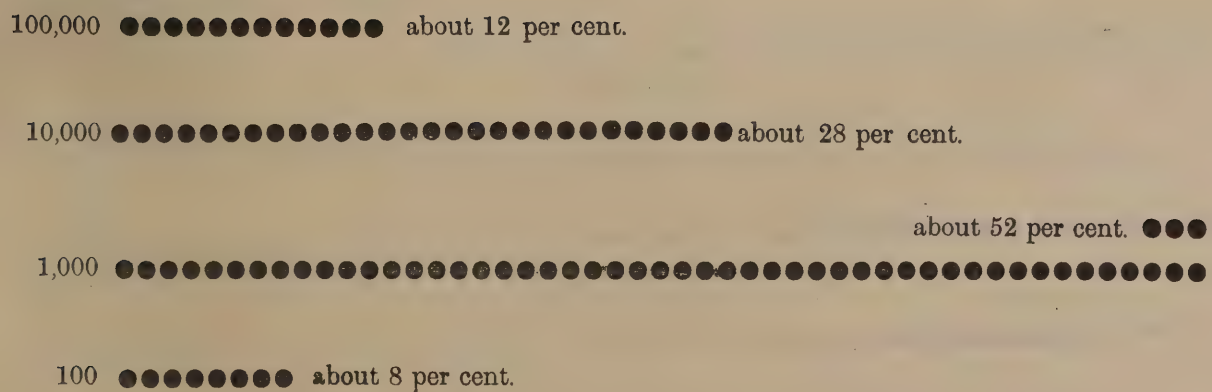 100,000 about 12 per cent.
10,000 about 28 per cent.
about 52 per cent.
1,000
100 about 8 per cent.